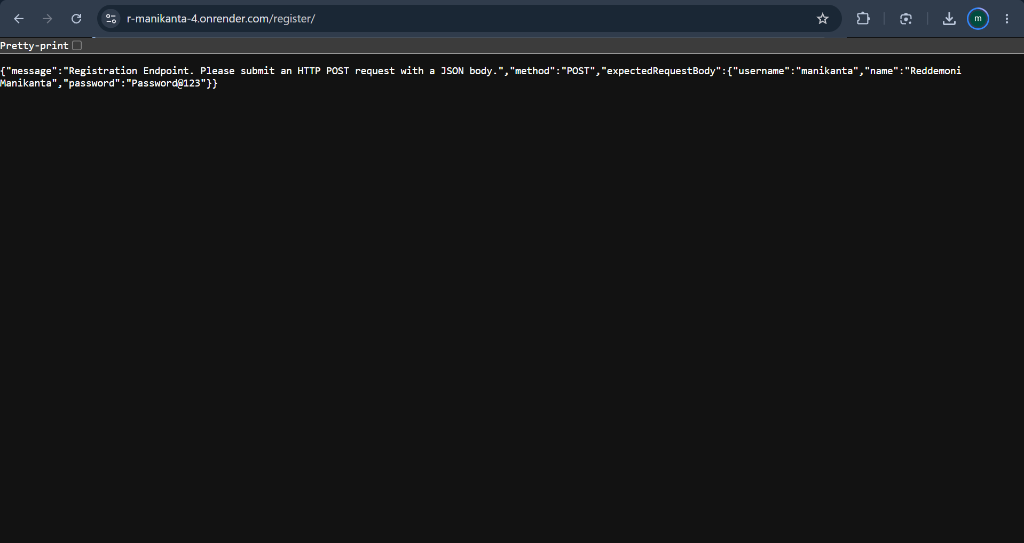 r-manikanta-4.onrender.com/register/
m
Pretty-print
{"message":"Registration Endpoint. Please submit an HTTP POST request with a JSON body.","method":"POST","expectedRequestBody":{"username":"manikanta","name":"Reddemoni
Manikanta","password":"Password@123"}}